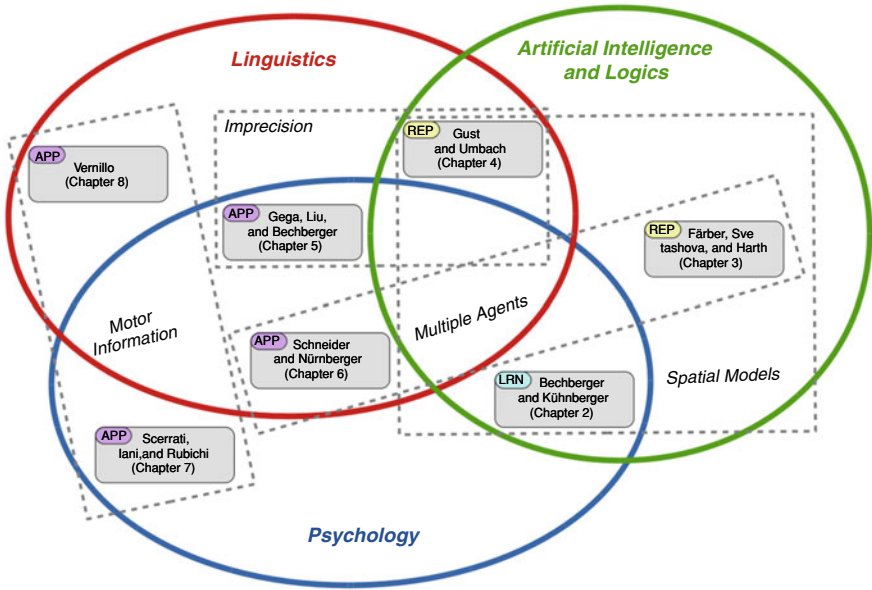 Linguistics
Artificial Intelligence
and Logics
Imprecision
REP
Gust
and Umbach
(Chapter 4)
APP
Vernillo
(Chapter 8)
APP
Gega, Liu,
and Bechberger
(Chapter 5)
REP
Färber, Sve
tashova, and Harth
(Chapter 3)
Motor
Information
Multiple Agents
APP
Schneider
and Nürnberger
(Chapter 6)
LRN
Bechberger
and Kühnberger
(Chapter 2)
Spatial Models
APP
Scerrati,
Iani,and Rubichi
(Chapter 7)
Psychology